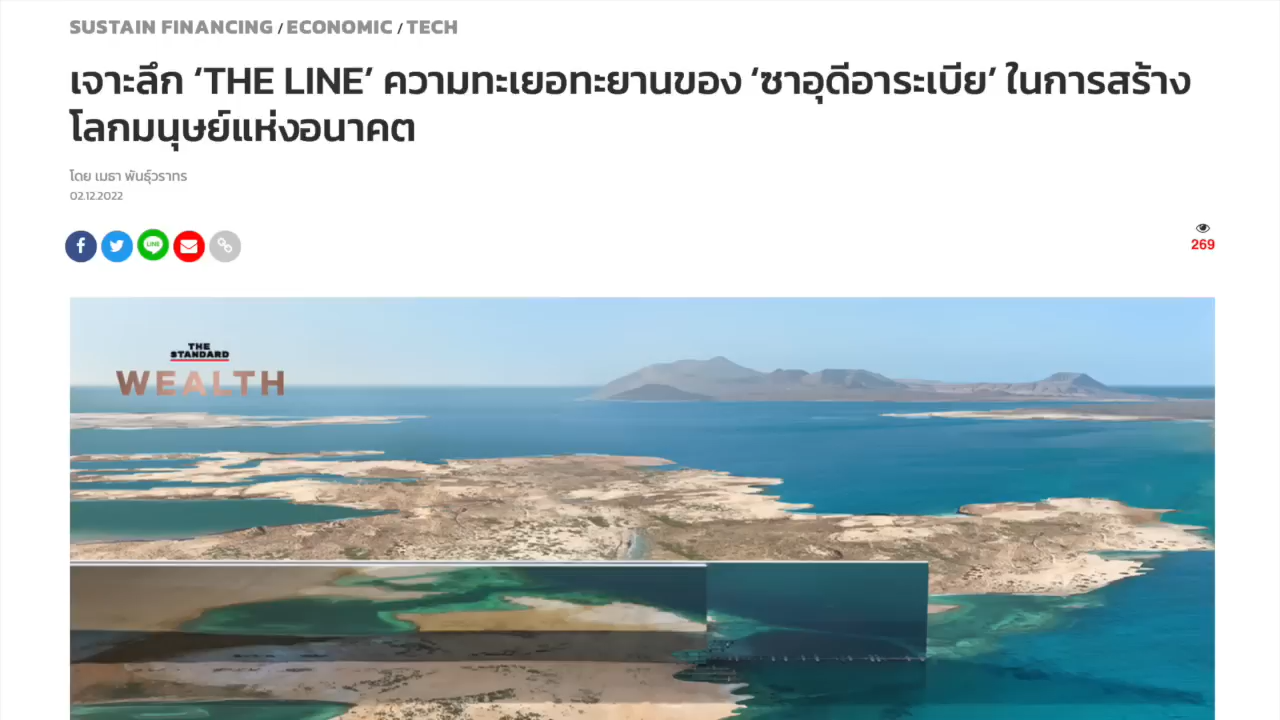 SUSTAIN FINANCING / ECONOMIC / TECH
เจาะลึก ‘THE LINE’ ความทะเยอทะยานของ ‘ซาอุดีอาระเบีย’ ในการสร้าง
โลกมนุษย์แห่งอนาคต
โดย เมธา พันธุ์วราทร
02.12.2022
LINE
269
THE
STANDARD
WEALTH